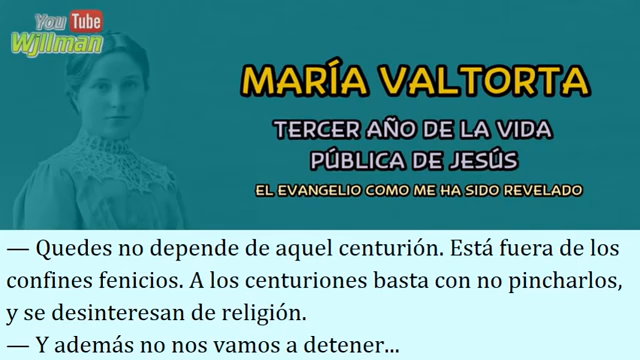 You Tube
Wjllman
MARÍA VALTORTA
TERCER AÑO DE LA VIDA
PÚBLICA DE JESÚS
EL EVANGELIO COMO ME HA SIDO REVELADO
— Quedes no depende de aquel centurión. Está fuera de los
confines fenicios. A los centuriones basta con no pincharlos,
y se desinteresan de religión.
— Y además no nos vamos a detener...